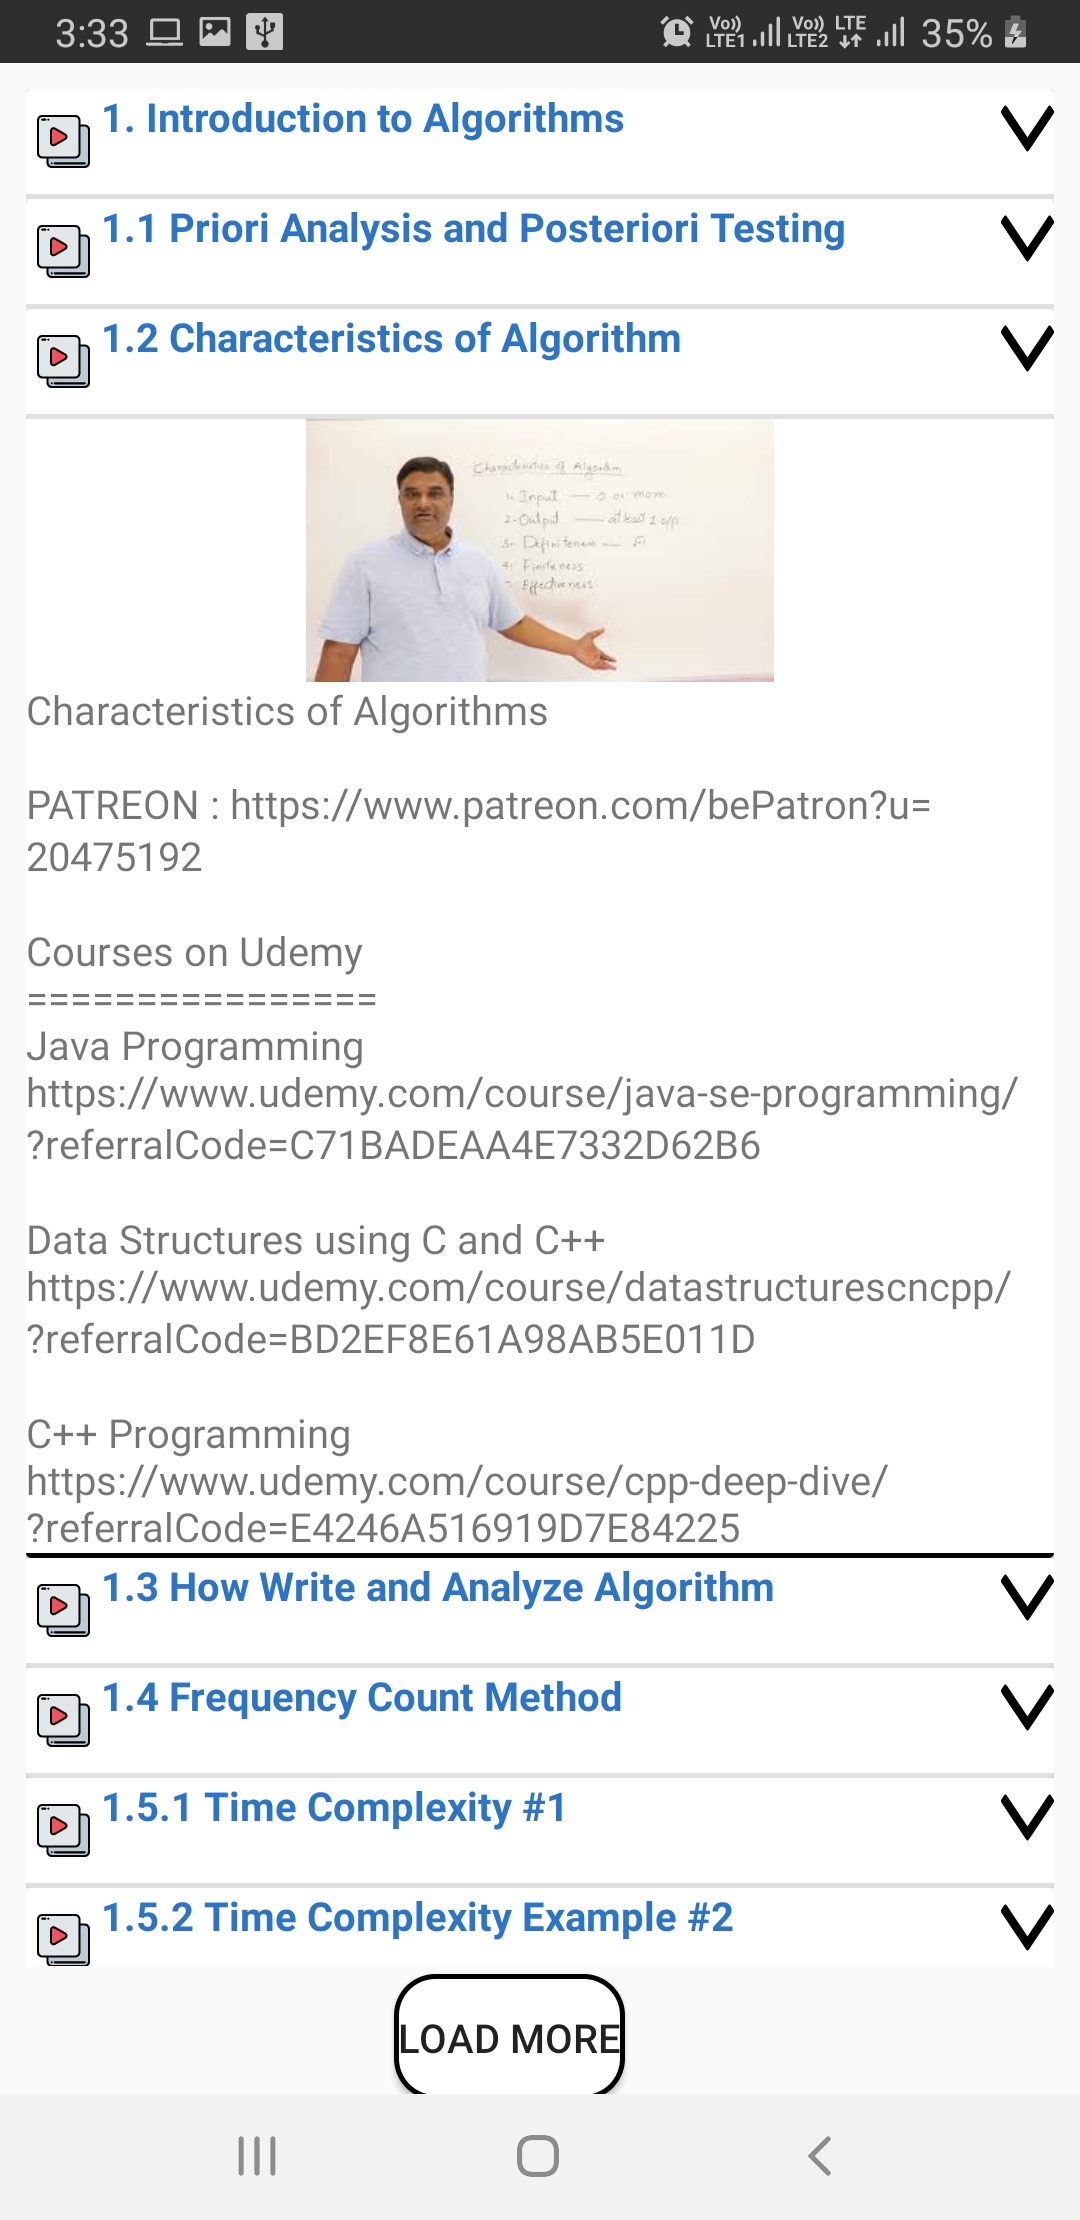 3:33
Vo)) LTE1 Vo)) LTE2 LTE 35%
1. Introduction to Algorithms
1.1 Priori Analysis and Posteriori Testing
1.2 Characteristics of Algorithm
Characteristics of Algorithm
1. Input — 0 or more
2. Output — at least 1 o/p
3. Definiteness —
4. Finiteness
Effectiveness
Characteristics of Algorithms
PATREON : https://www.patreon.com/bePatron?u=
20475192
Courses on Udemy
================
Java Programming
https://www.udemy.com/course/java-se-programming/
?referralCode=C71BADEAA4E7332D62B6
Data Structures using C and C++
https://www.udemy.com/course/datastructurescncpp/
?referralCode=BD2EF8E61A98AB5E011D
C++ Programming
https://www.udemy.com/course/cpp-deep-dive/
?referralCode=E4246A516919D7E84225
1.3 How Write and Analyze Algorithm
1.4 Frequency Count Method
1.5.1 Time Complexity #1
1.5.2 Time Complexity Example #2
LOAD MORE